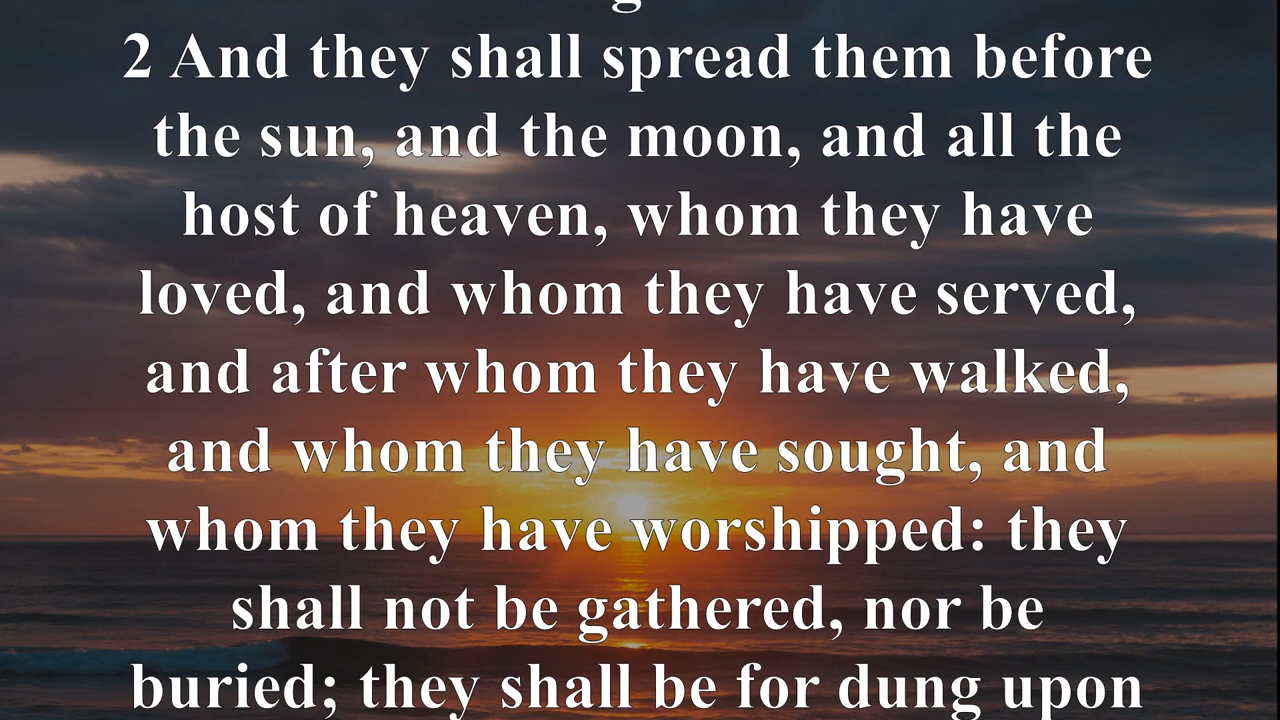 2 And they shall spread them before
the sun, and the moon, and all the
host of heaven, whom they have
loved, and whom they have served,
and after whom they have walked,
and whom they have sought, and
whom they have worshipped: they
shall not be gathered, nor be
buried; they shall be for dung upon